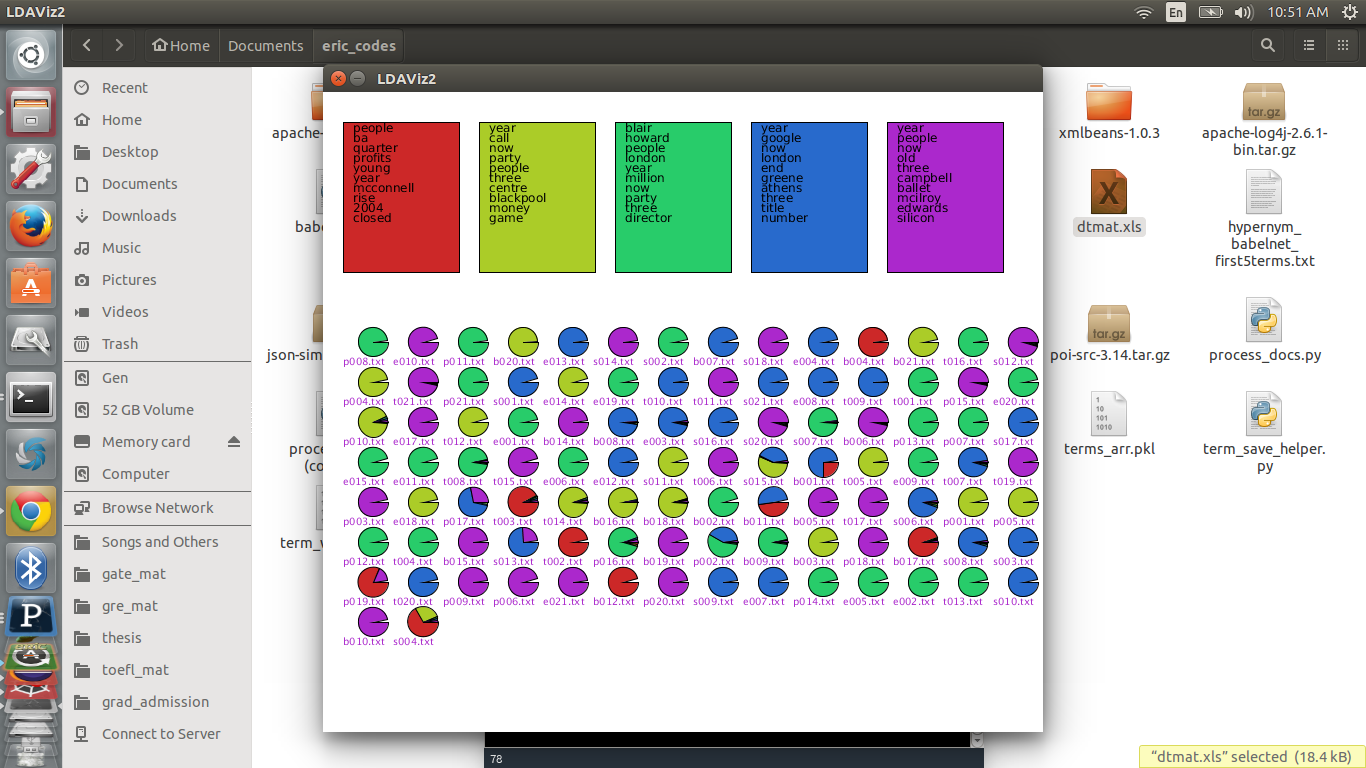 LDAViz2
En
10:51 AM
Home
Documents
eric_codes
Recent
Home
Desktop
Documents
Downloads
Music
Pictures
Videos
Trash
Gen
52 GB Volume
Memory card
Computer
Browse Network
Songs and Others
gate_mat
gre_mat
thesis
toefl_mat
grad_admission
Connect to Server
LDAViz2
people
ba
quarter
profits
young
year
mcconnell
rise
2004
closed
year
call
now
party
people
three
centre
blackpool
money
game
blair
howard
people
london
year
million
now
party
three
director
year
google
now
london
end
greene
athens
three
title
number
year
people
now
old
three
campbell
ballet
mcilroy
edwards
silicon
p008.txt e010.txt p011.txt b020.txt e013.txt s014.txt s002.txt b007.txt s018.txt e004.txt b004.txt b021.txt t016.txt s012.txt
p004.txt t021.txt p021.txt s001.txt e014.txt e019.txt t010.txt t011.txt s021.txt e008.txt t009.txt t001.txt p015.txt e020.txt
p010.txt e017.txt t012.txt e001.txt b014.txt b008.txt e003.txt s016.txt s020.txt s007.txt b006.txt p013.txt p007.txt s017.txt
e015.txt e011.txt t008.txt t015.txt e006.txt e012.txt s011.txt t006.txt s015.txt b001.txt t005.txt e009.txt t007.txt t019.txt
p003.txt e018.txt p017.txt t003.txt t014.txt b016.txt b018.txt b002.txt b011.txt b005.txt t017.txt s006.txt p001.txt p005.txt
p012.txt t004.txt b015.txt s013.txt t002.txt p016.txt b019.txt p002.txt b009.txt b003.txt p018.txt b017.txt s008.txt s003.txt
p019.txt t020.txt p009.txt p006.txt e021.txt b012.txt p020.txt s009.txt e007.txt p014.txt e005.txt e002.txt t013.txt s010.txt
b010.txt s004.txt
xmlbeans-1.0.3
tar.gz
apache-log4j-2.6.1-
bin.tar.gz
X
dtmat.xls
hypernym_
babelnet_
first5terms.txt
tar.gz
poi-src-3.14.tar.gz
process_docs.py
1
10
101
1010
terms_arr.pkl
term_save_helper.
py
78
“dtmat.xls” selected (18.4 kB)